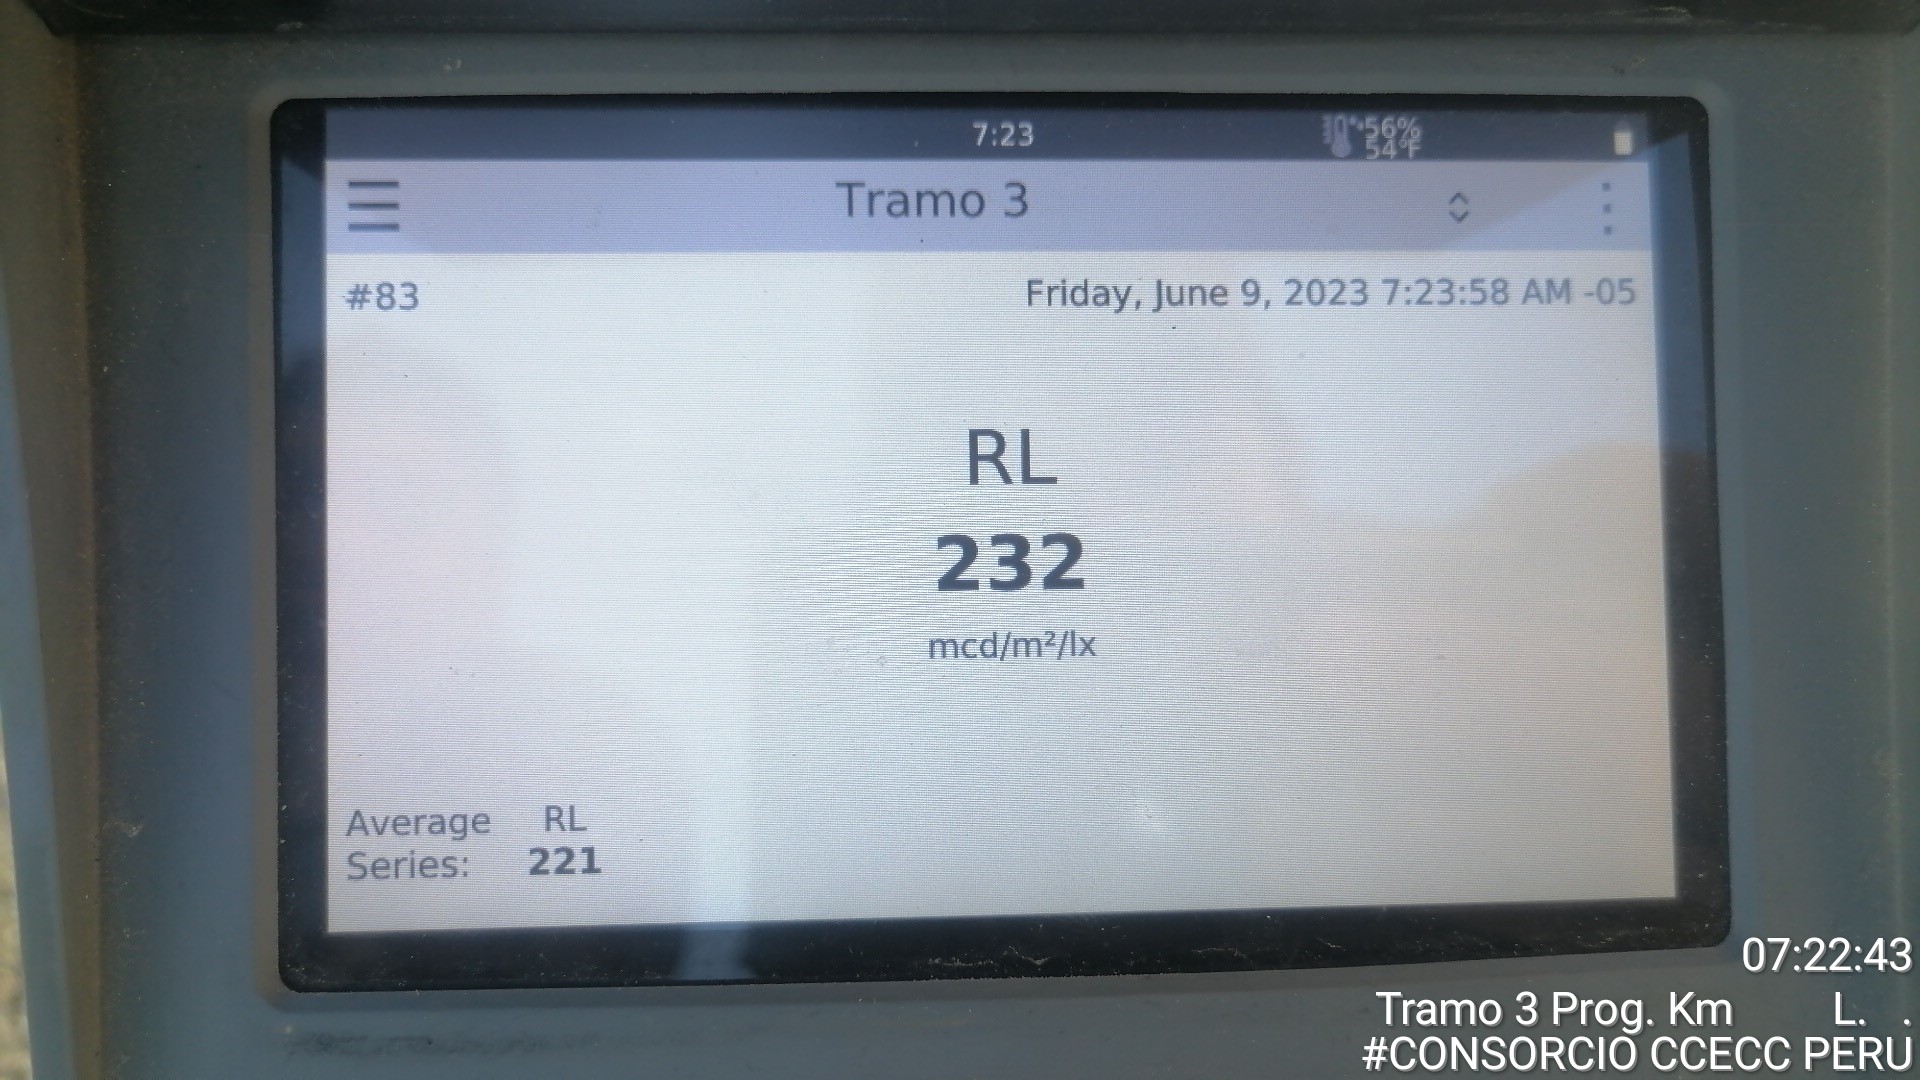 7:23
56%
54°F
Tramo 3
#83
Friday, June 9, 2023 7:23:58 AM -05
RL
232
mcd/m²/lx
Average RL
Series: 221
07:22:43
Tramo 3 Prog. Km L. .
#CONSORCIO CCECC PERU